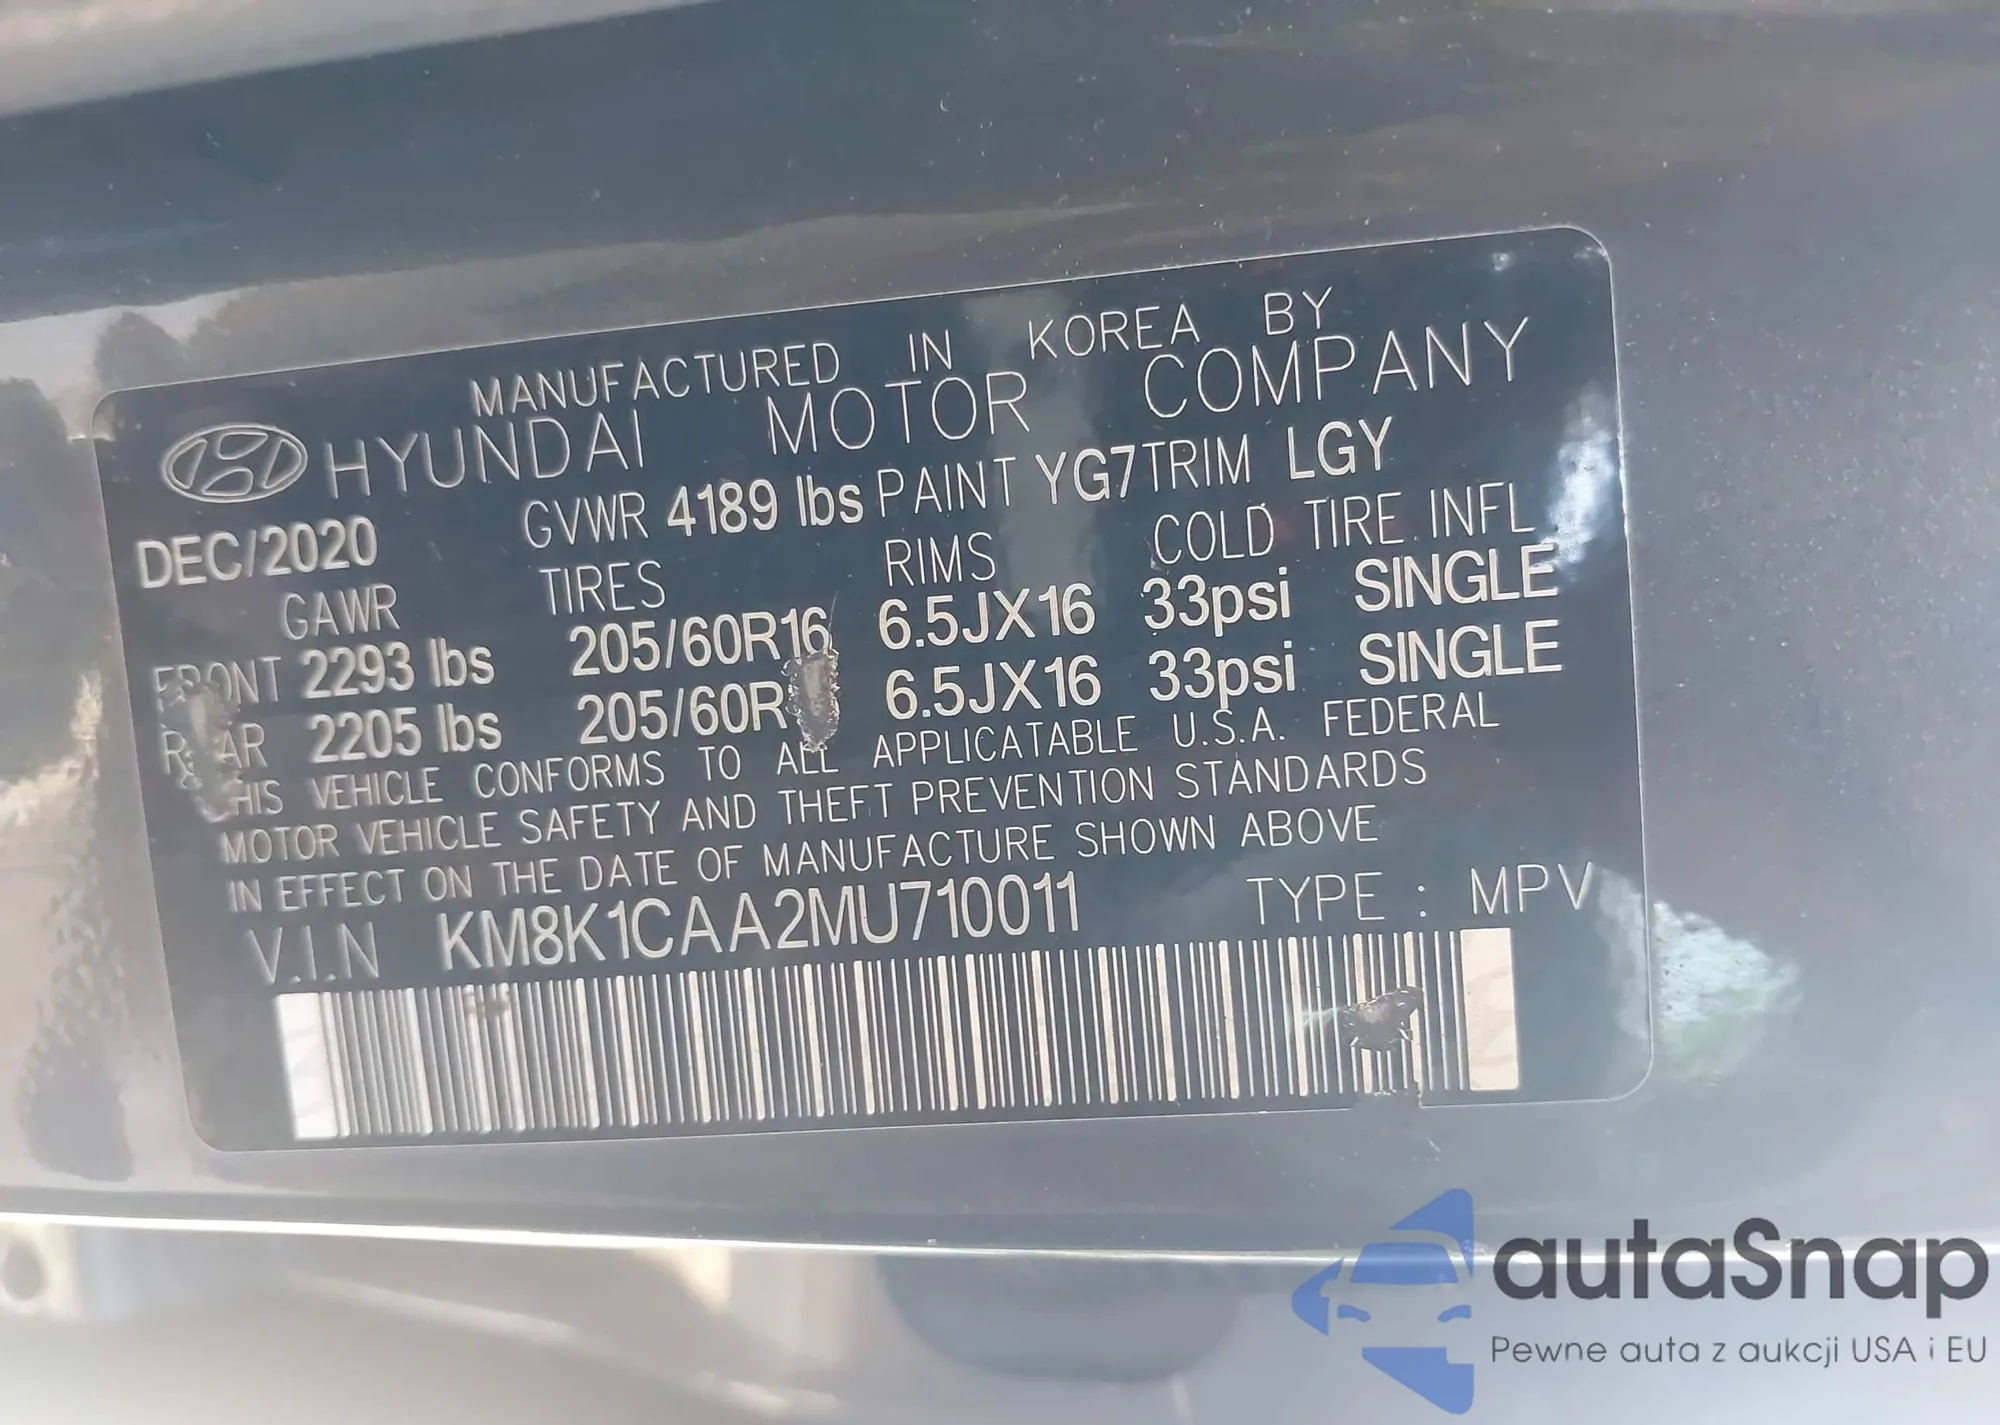 MANUFACTURED IN KOREA BY
HYUNDAI MOTOR COMPANY
DEC/2020 GVWR 4189 lbs PAINT YG7 TRIM LGY
GAWR TIRES RIMS COLD TIRE INFL
FRONT 2293 lbs 205/60R16 6.5JX16 33psi SINGLE
2205 lbs 6.5JX16 33psi SINGLE
VEHICLE CONFORMS TO ALL APPLICATABLE U.S.A. FEDERAL
MOTOR VEHICLE SAFETY AND THEFT PREVENTION STANDARDS
IN EFFECT ON THE DATE OF MANUFACTURE SHOWN ABOVE
V.I.N KM8K1CAA2MU710011 TYPE : MPV
autaSnap
Pewne auta z aukcji USA i EU